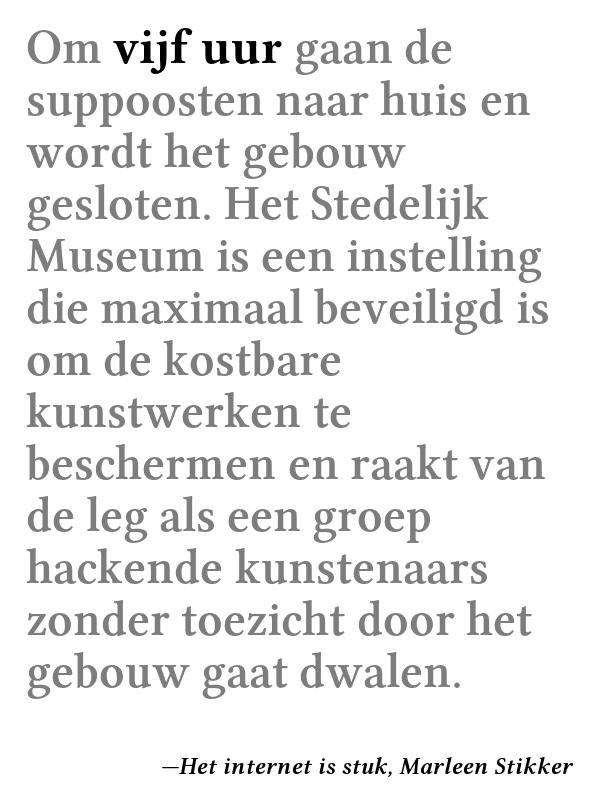 Om vijf uur gaan de
suppoosten naar huis en
wordt het gebouw
gesloten. Het Stedelijk
Museum is een instelling
die maximaal beveiligd is
om de kostbare
kunstwerken te
beschermen en raakt van
de leg als een groep
hackende kunstenaars
zonder toezicht door het
gebouw gaat dwalen.
—Het internet is stuk, Marleen Stikker